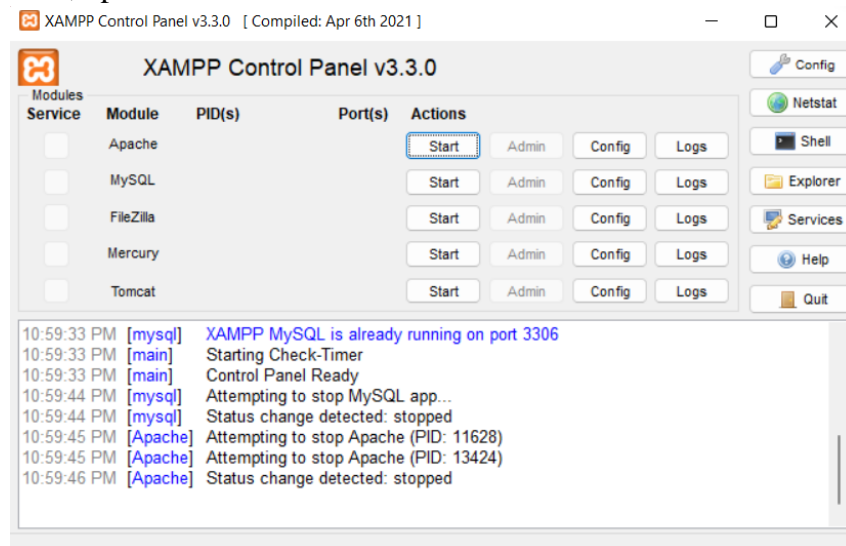 XAMPP Control Panel v3.3.0 [ Compiled: Apr 6th 2021 ]
XAMPP Control Panel v3.3.0
Config
Modules
Service Module PID(s) Port(s) Actions
Netstat
Apache Start Admin Config Logs
Shell
MySQL Start Admin Config Logs
Explorer
FileZilla Start Admin Config Logs
Services
Mercury Start Admin Config Logs
Help
Tomcat Start Admin Config Logs
Quit
10:59:33 PM [mysql] XAMPP MySQL is already running on port 3306
10:59:33 PM [main] Starting Check-Timer
10:59:33 PM [main] Control Panel Ready
10:59:44 PM [mysql] Attempting to stop MySQL app...
10:59:44 PM [mysql] Status change detected: stopped
10:59:45 PM [Apache] Attempting to stop Apache (PID: 11628)
10:59:45 PM [Apache] Attempting to stop Apache (PID: 13424)
10:59:46 PM [Apache] Status change detected: stopped